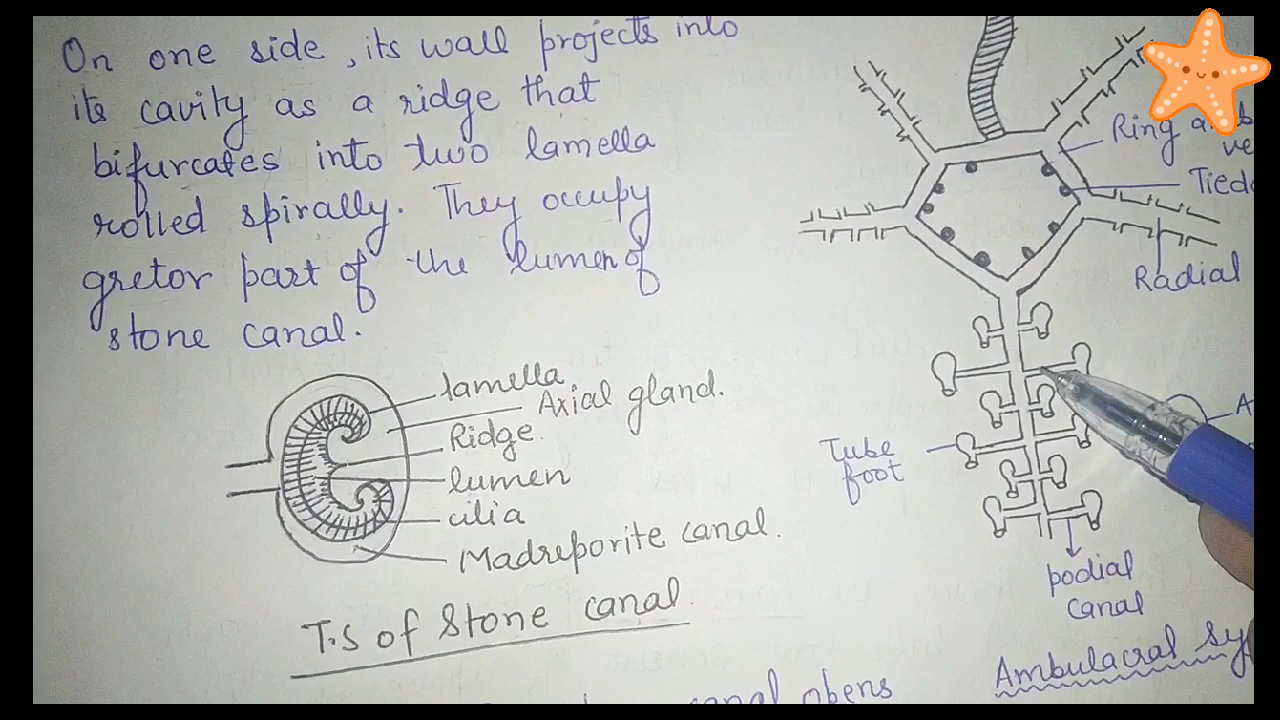 On one side, its wall projects into
its cavity as a ridge that
bifurcates into two lamella
rolled spirally. They occupy
gretor part of the lumen of
stone canal.
lamella
Axial gland.
Ridge.
lumen
cilia
Madreporite canal.
T.S of Stone canal.
Ring
Radial
Tube
foot
podial
canal
Ambulacral
canal opens